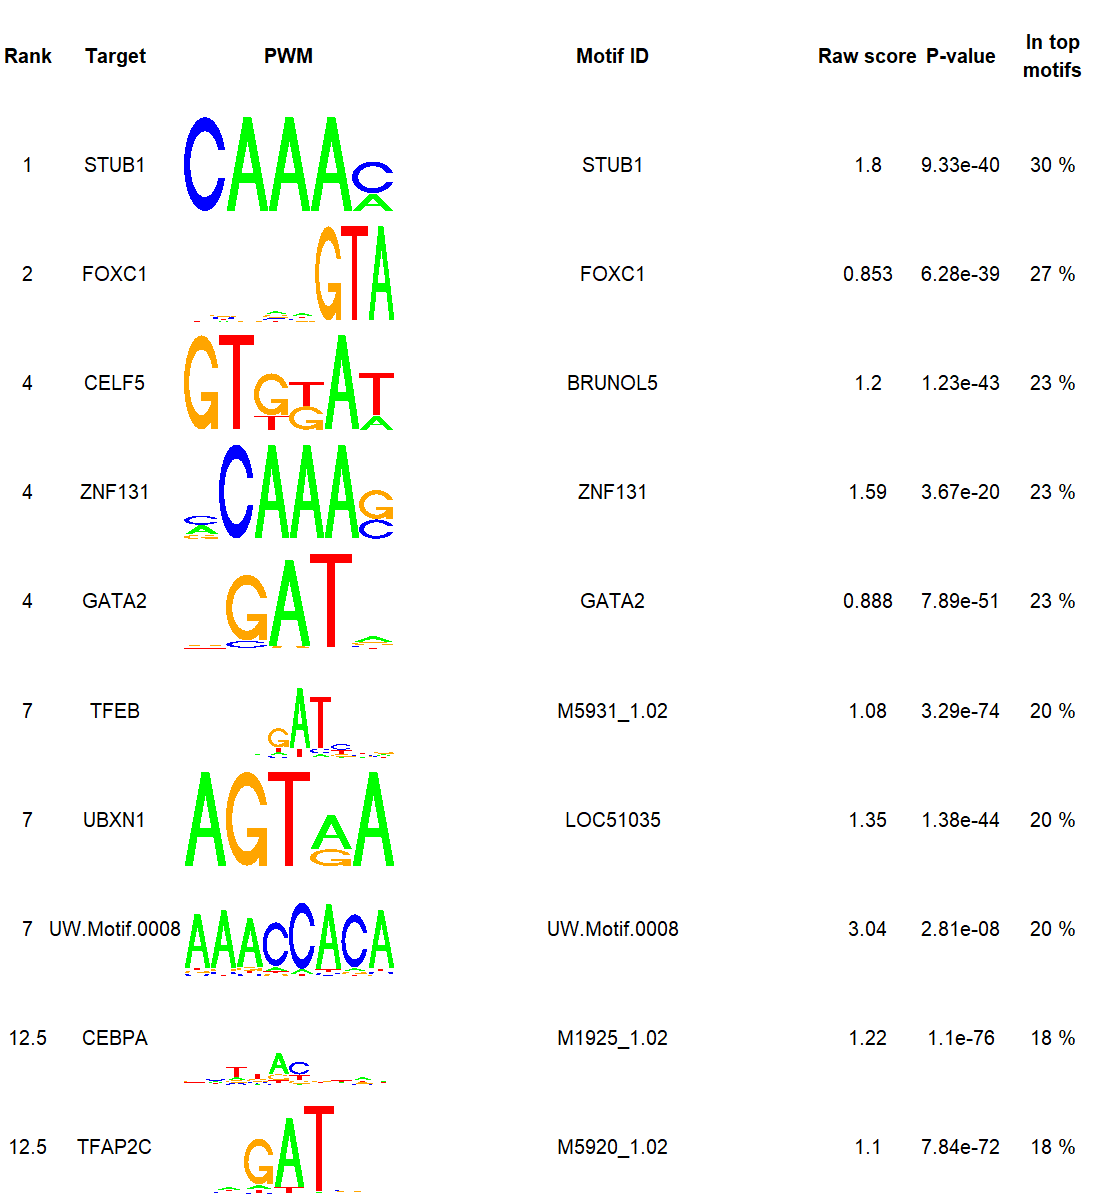 Rank Target PWM Motif ID Raw score P-value In top motifs
1 STUB1 CAAACA STUB1 1.8 9.33e-40 30 %
2 FOXC1 GTA FOXC1 0.853 6.28e-39 27 %
4 CELF5 GTGTTGATA BRUNOL5 1.2 1.23e-43 23 %
4 ZNF131 CAAAGC ZNF131 1.59 3.67e-20 23 %
4 GATA2 GAT GATA2 0.888 7.89e-51 23 %
7 TFEB GAT M5931_1.02 1.08 3.29e-74 20 %
7 UBXN1 AGTAGA LOC51035 1.35 1.38e-44 20 %
7 UW.Motif.0008 AAACCACA UW.Motif.0008 3.04 2.81e-08 20 %
12.5 CEBPA TAC M1925_1.02 1.22 1.1e-76 18 %
12.5 TFAP2C GAT M5920_1.02 1.1 7.84e-72 18 %